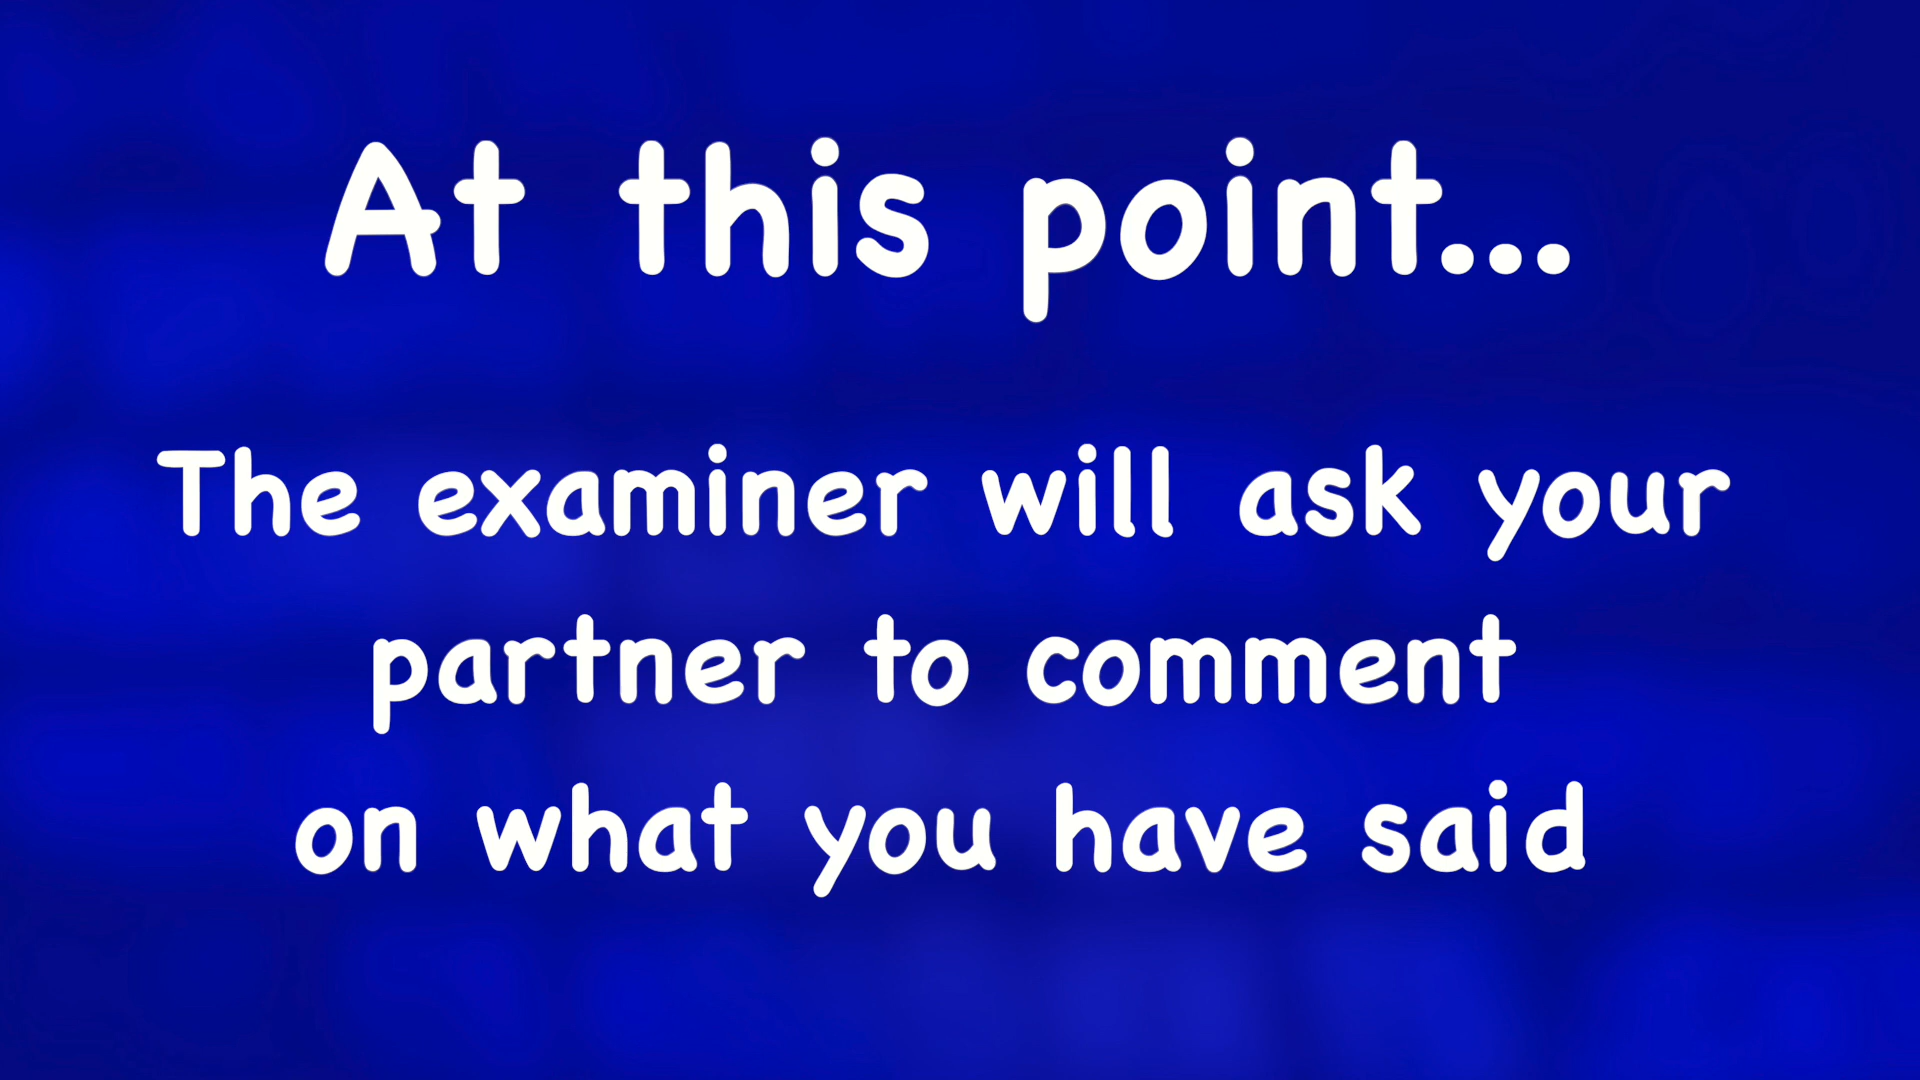 At this point...
The examiner will ask your
partner to comment
on what you have said